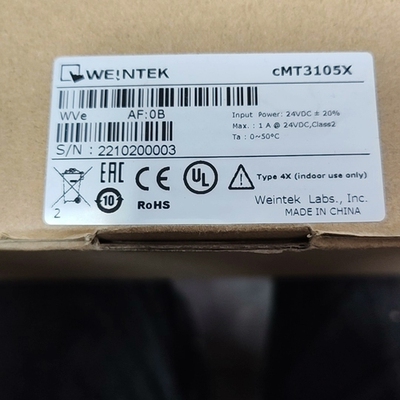 WEINTEK cMT3105X
WVe AF:0B
Input Power: 24VDC ± 20%
Max. : 1 A @ 24VDC,Class2
Ta : 0~50°C
S/N : 2210200003
EAC CE UL
2 10 RoHS
Type 4X (indoor use only)
Weintek Labs., Inc.
MADE IN CHINA